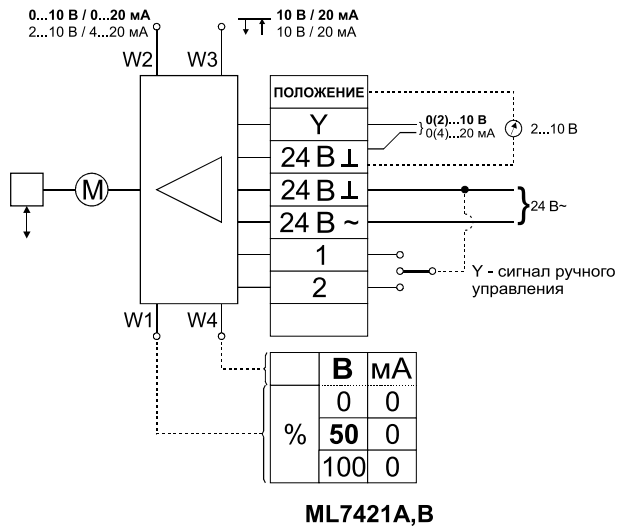 0...10 В / 0...20 мА
2...10 В / 4...20 мА
10 В / 20 мА
10 В / 20 мА
W2
W3
ПОЛОЖЕНИЕ
Y
0(2)...10 В
0(4)...20 мА
2...10 В
24 В ⊥
24 В ⊥
24 В ~
24 В~
M
1
2
Y - сигнал ручного
управления
W1
W4
В мА
0 0
% 50 0
100 0
ML7421A,B